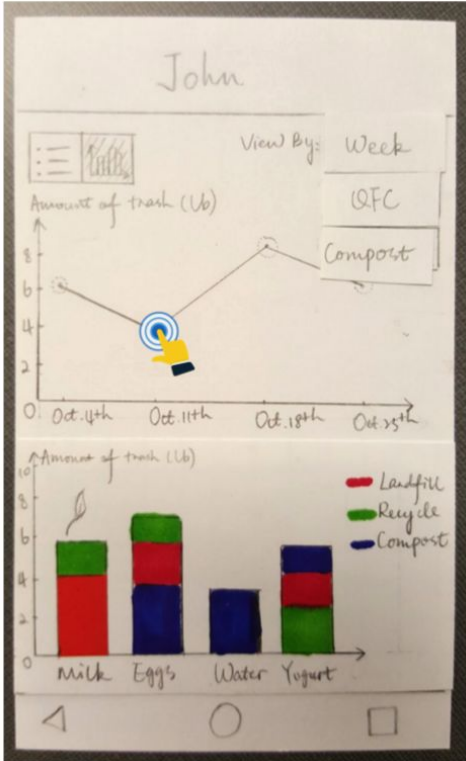 John
View By: Week
QFC
Compost
Amount of trash (Lb)
8
6
4
2
0 Oct.4th Oct.11th Oct.18th Oct.25th
Amount of trash (Lb)
10
8
6
4
2
0
Landfill
Recycle
Compost
Milk Eggs Water Yogurt